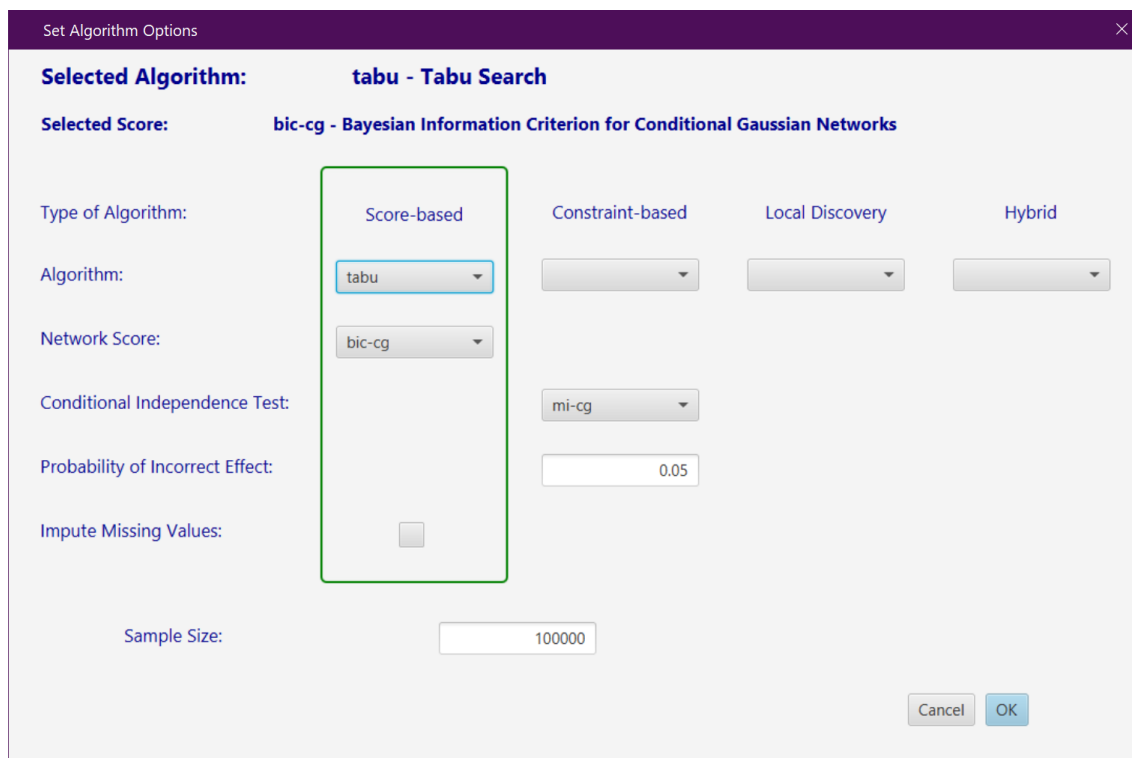 Set Algorithm Options
Selected Algorithm: tabu - Tabu Search
Selected Score: bic-cg - Bayesian Information Criterion for Conditional Gaussian Networks
Type of Algorithm: Score-based Constraint-based Local Discovery Hybrid
Algorithm: tabu
Network Score: bic-cg
Conditional Independence Test: mi-cg
Probability of Incorrect Effect: 0.05
Impute Missing Values:
Sample Size: 100000
Cancel OK